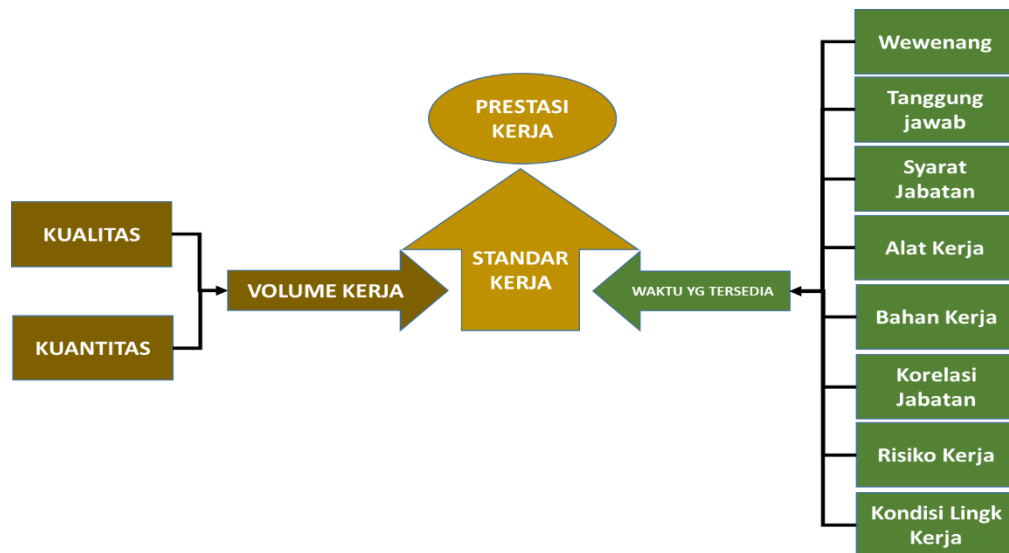 PRESTASI
KERJA
KUALITAS
KUANTITAS
VOLUME KERJA
STANDAR
KERJA
WAKTU YG TERSEDIA
Wewenang
Tanggung
jawab
Syarat
Jabatan
Alat Kerja
Bahan Kerja
Korelasi
Jabatan
Risiko Kerja
Kondisi Lingk
Kerja